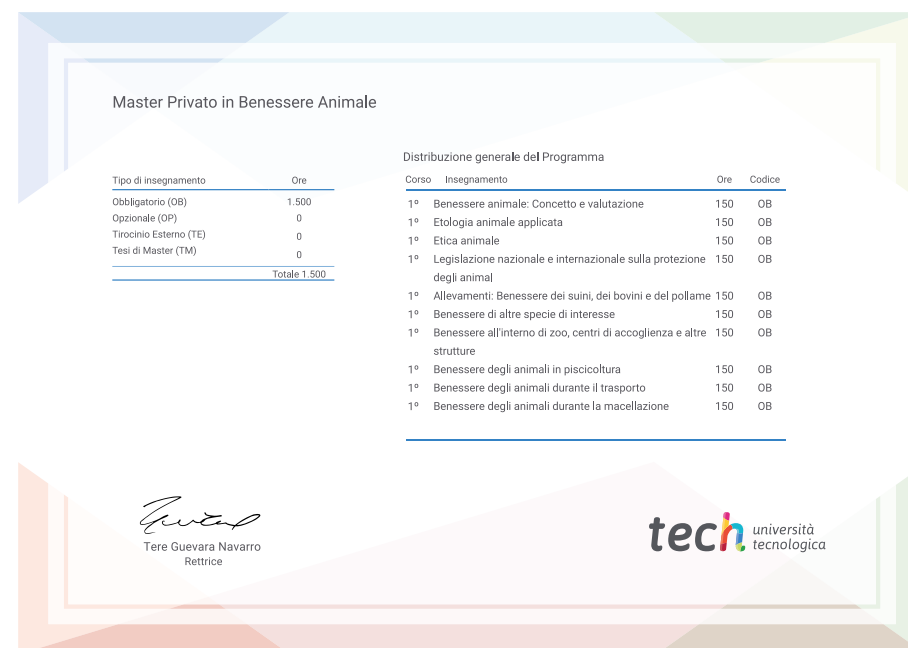 Master Privato in Benessere Animale
Tipo di insegnamento Ore
Obbligatorio (OB) 1.500
Opzionale (OP) 0
Tirocinio Esterno (TE) 0
Tesi di Master (TM) 0
Totale 1.500
Distribuzione generale del Programma
Corso Insegnamento Ore Codice
1º Benessere animale: Concetto e valutazione 150 OB
1º Etologia animale applicata 150 OB
1º Etica animale 150 OB
1º Legislazione nazionale e internazionale sulla protezione 150 OB
degli animal
1º Allevamenti: Benessere dei suini, dei bovini e del pollame 150 OB
1º Benessere di altre specie di interesse 150 OB
1º Benessere all'interno di zoo, centri di accoglienza e altre 150 OB
strutture
1º Benessere degli animali in piscicoltura 150 OB
1º Benessere degli animali durante il trasporto 150 OB
1º Benessere degli animali durante la macellazione 150 OB
Tere Guevara Navarro
Rettrice
tech università
tecnologica